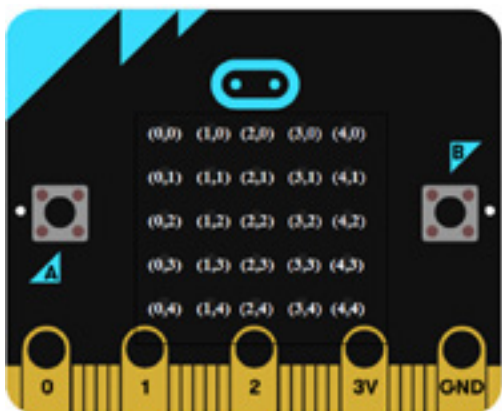 (0,0) (1,0) (2,0) (3,0) (4,0)
B
(0,1) (1,1) (2,1) (3,1) (4,1)
(0,2) (1,2) (2,2) (3,2) (4,2)
A
(0,3) (1,3) (2,3) (3,3) (4,3)
(0,4) (1,4) (2,4) (3,4) (4,4)
0 1 2 3V GND